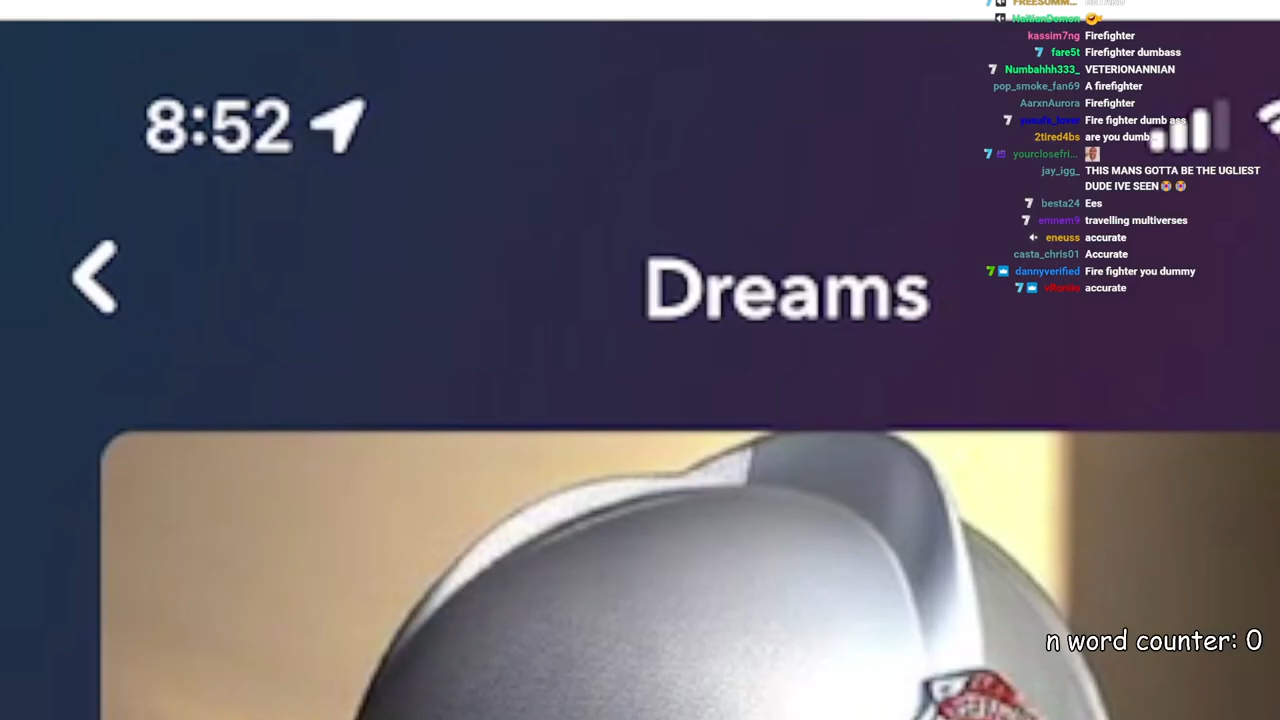 8:52
Dreams
kassim7ng Firefighter
fare5t Firefighter dumbass
Numbahhh333_ VETERIONANNIAN
pop_smoke_fan69 A firefighter
AarxnAurora Firefighter
Fire fighter dumb ass
2tired4bs are you dumb
yourclosefri...
jay_igg_ THIS MANS GOTTA BE THE UGLIEST
DUDE IVE SEEN
besta24 Ees
emnem9 travelling multiverses
eneuss accurate
casta_chris01 Accurate
dannyverified Fire fighter you dummy
accurate
n word counter: 0